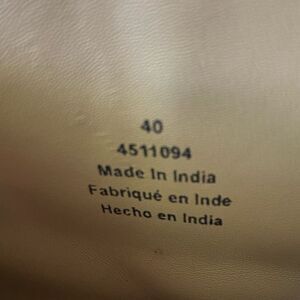 40
4511094
Made In India
Fabriqué en Inde
Hecho en India